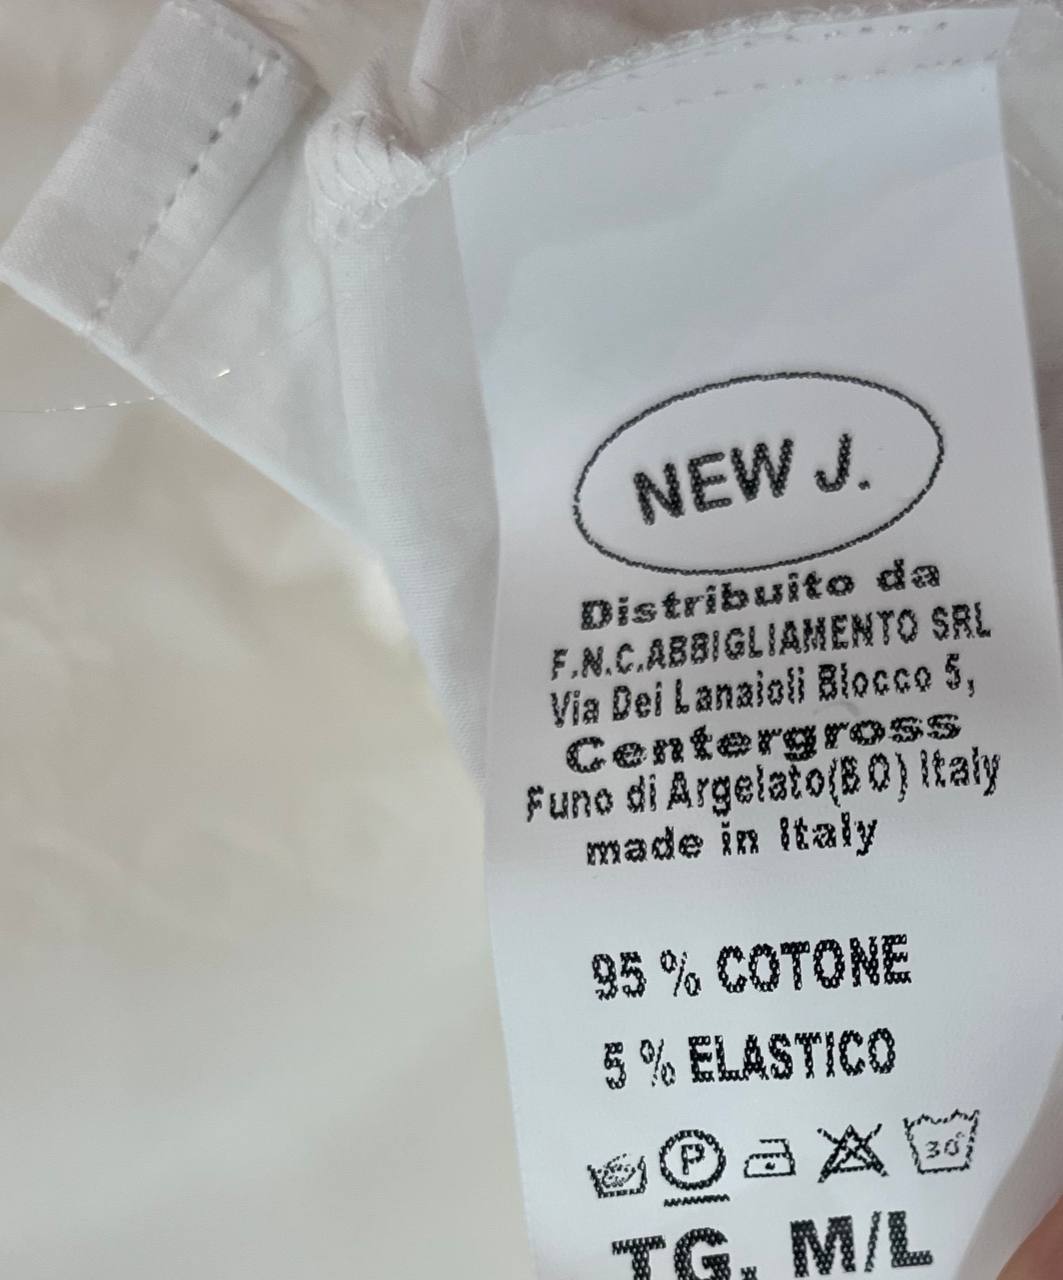 NEW J.
Distribuito da
F.N.C.ABBIGLIAMENTO SRL
Via Dei Lanaioli Blocco 5,
Centergross
Funo di Argelato(BO) Italy
made in Italy
95 % COTONE
5 % ELASTICO
P 30°
TG. M/L